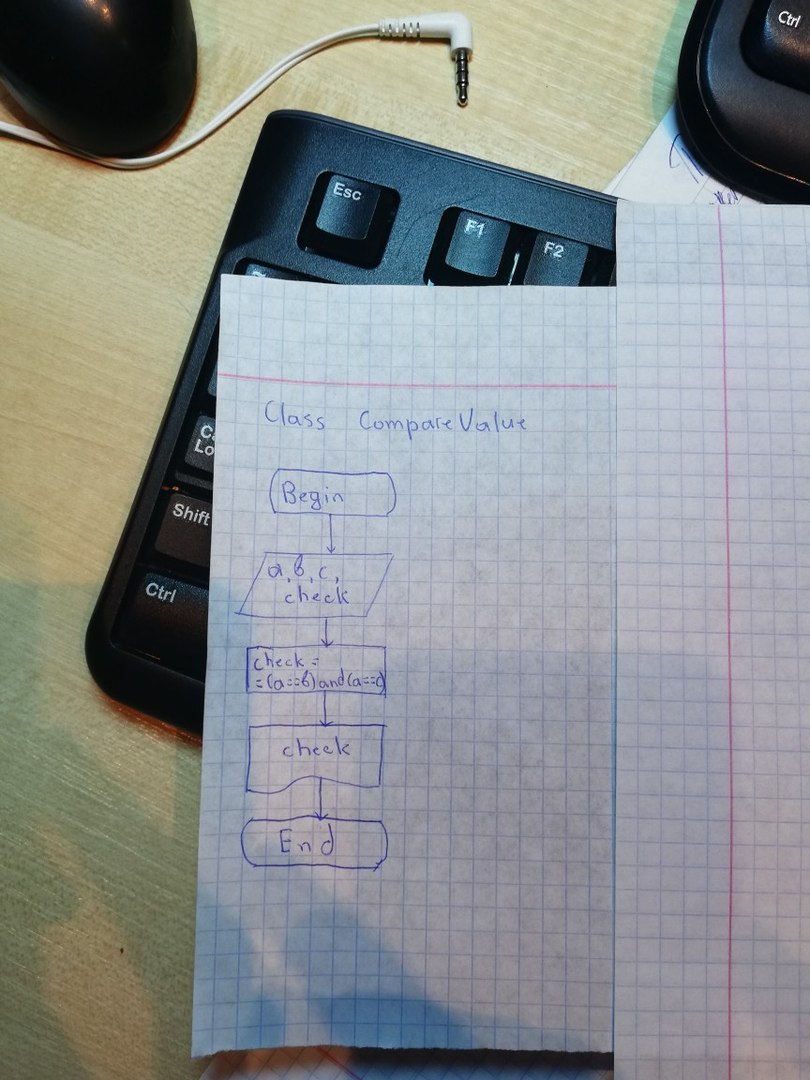 Ctrl
Esc
F1
F2
Shift
Ctrl
Class CompareValue
Begin
a, b, c,
check
check =
=(a==b)and(a==c)
check
End